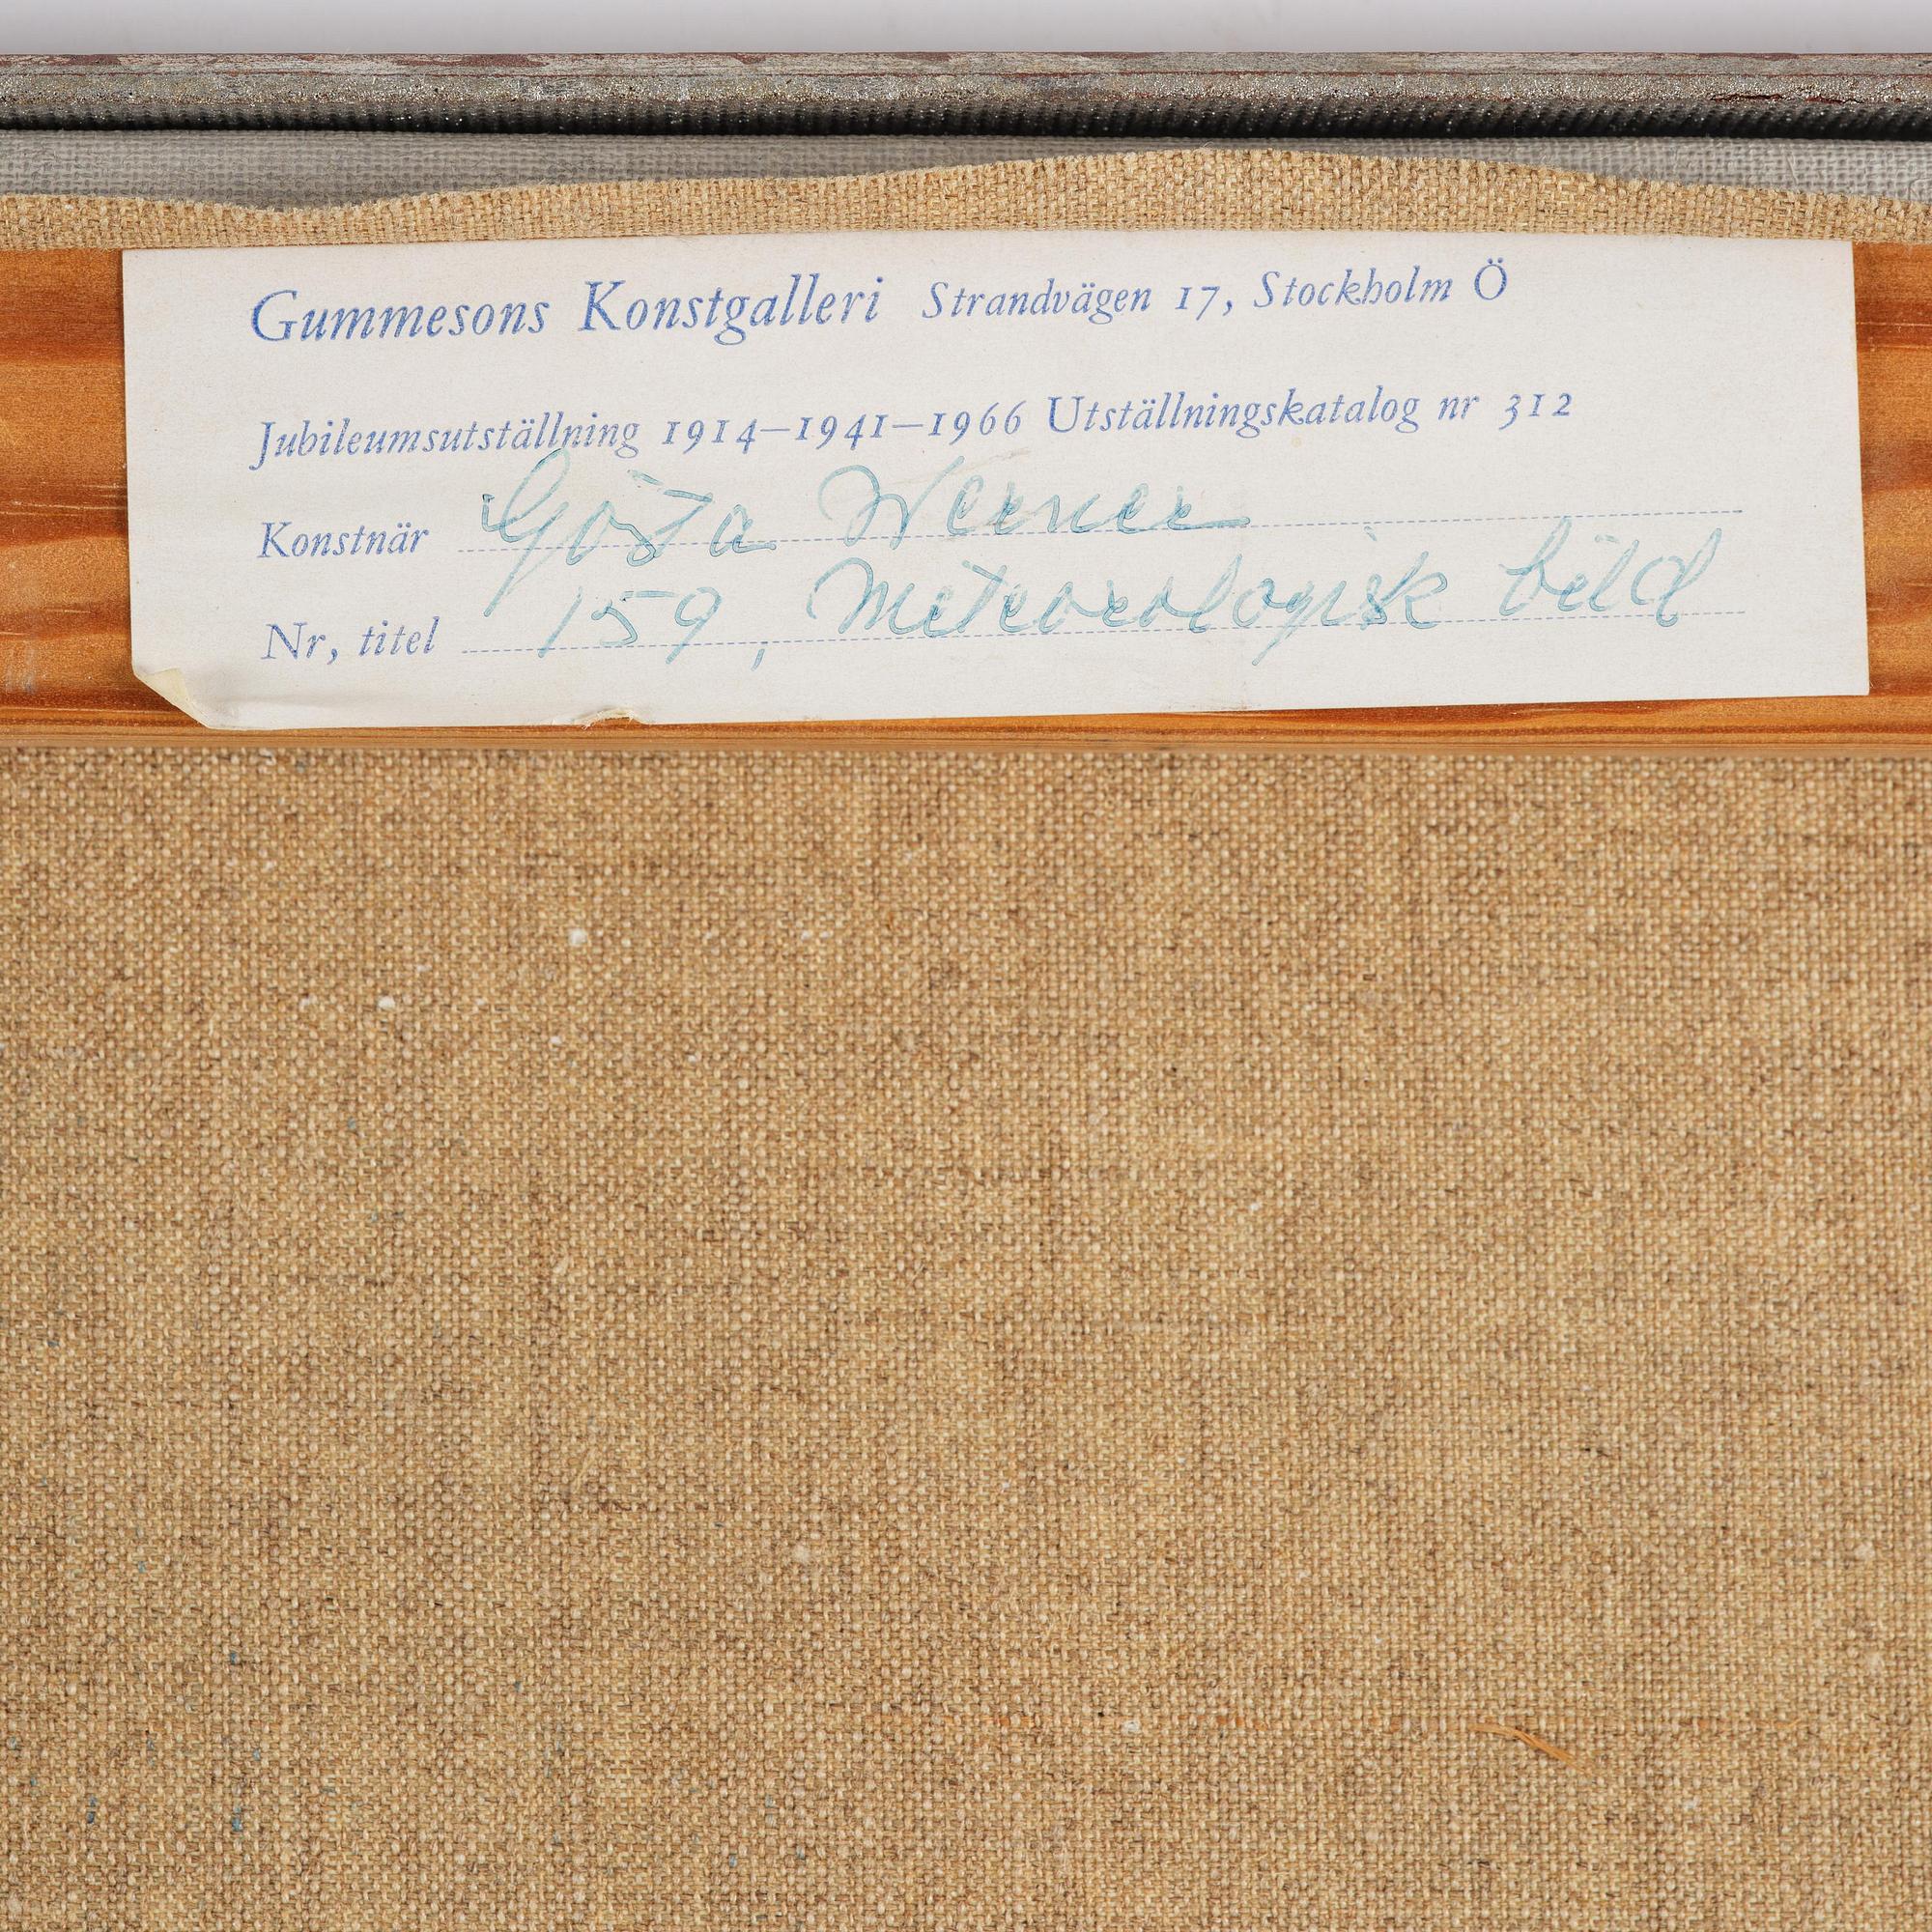 Gummesons Konstgalleri Strandvägen 17, Stockholm Ö
Jubileumsutställning 1914–1941–1966 Utställningskatalog nr 312
Konstnär Gösta Werner
Nr, titel 159, Meteorologisk bild